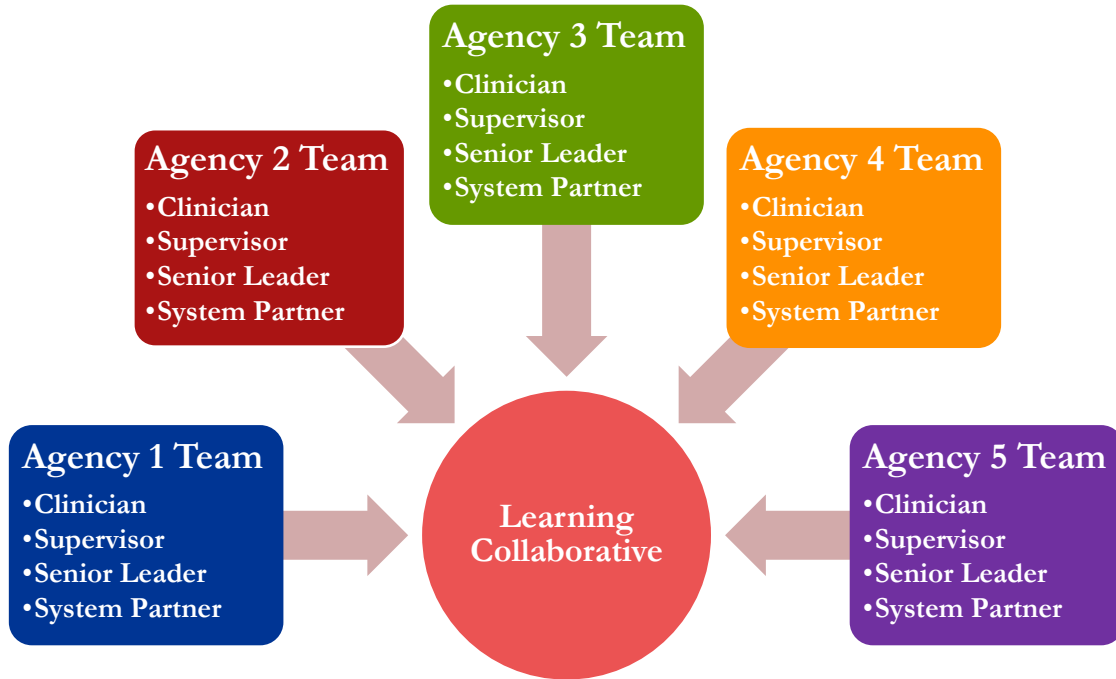 Agency 1 Team
•Clinician
•Supervisor
•Senior Leader
•System Partner
Agency 2 Team
•Clinician
•Supervisor
•Senior Leader
•System Partner
Agency 3 Team
•Clinician
•Supervisor
•Senior Leader
•System Partner
Agency 4 Team
•Clinician
•Supervisor
•Senior Leader
•System Partner
Agency 5 Team
•Clinician
•Supervisor
•Senior Leader
•System Partner
Learning
Collaborative